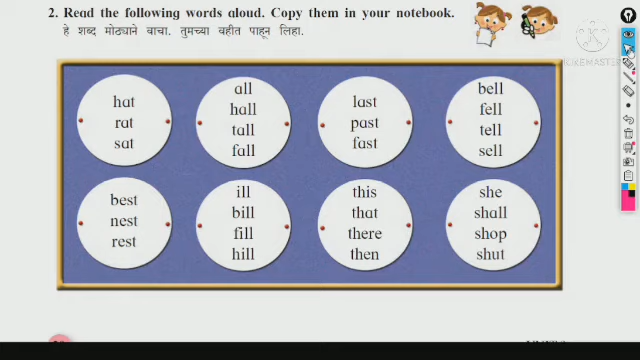 2. Read the following words aloud. Copy them in your notebook.
हे शब्द मोठ्याने वाचा. तुमच्या वहीत पाहून लिहा.
hat
rat
sat
all
hall
tall
fall
last
past
fast
bell
fell
tell
sell
best
nest
rest
ill
bill
fill
hill
this
that
there
then
she
shall
shop
shut